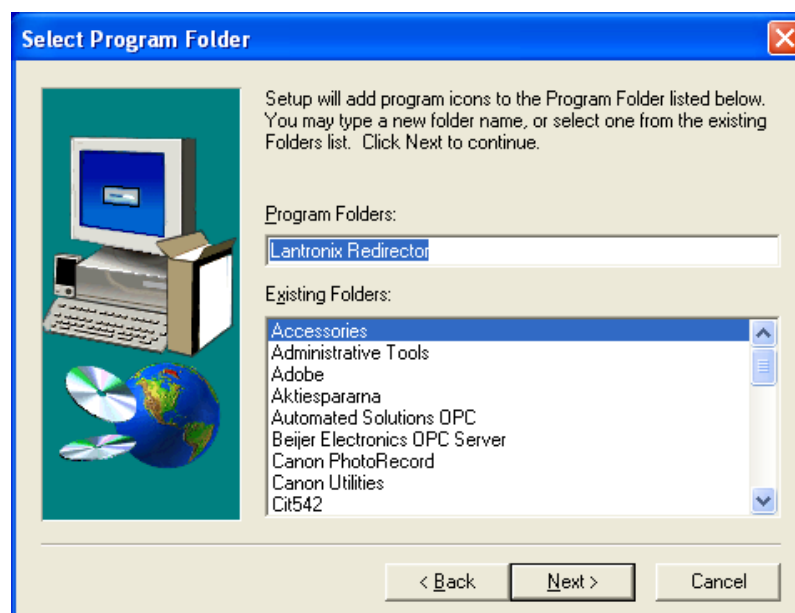 Select Program Folder
Setup will add program icons to the Program Folder listed below.
You may type a new folder name, or select one from the existing
Folders list.  Click Next to continue.
Program Folders:
Lantronix Redirector
Existing Folders:
Accessories
Administrative Tools
Adobe
Aktiespararna
Automated Solutions OPC
Beijer Electronics OPC Server
Canon PhotoRecord
Canon Utilities
Cit542
< Back
Next >
Cancel